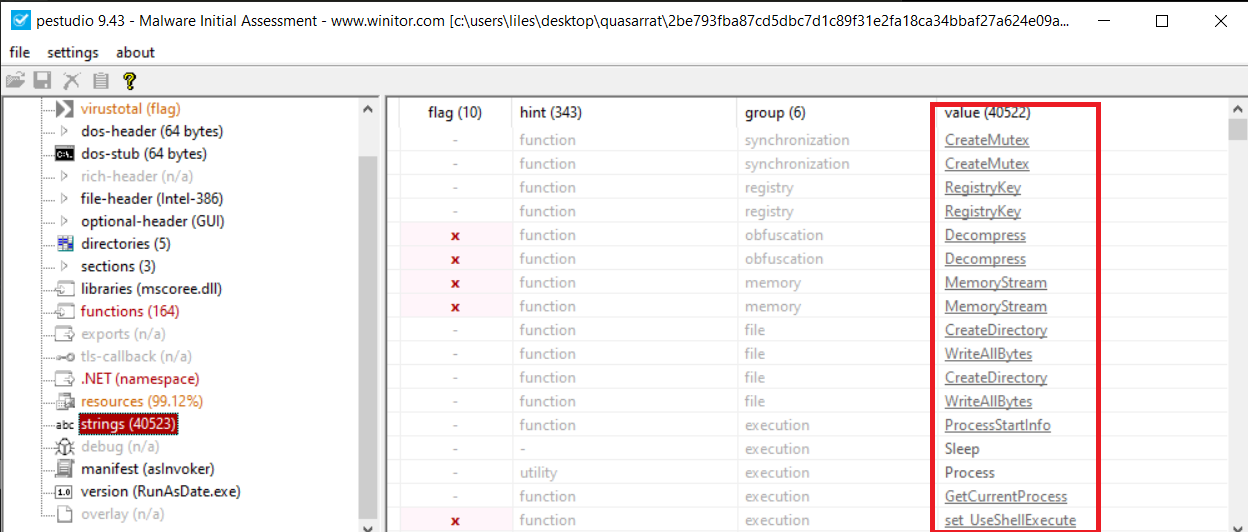 pestudio 9.43 - Malware Initial Assessment - www.winitor.com [c:\users\liles\desktop\quasarrat\2be793fba87cd5dbc7d1c89f31e2fa18ca34bbaf27a624e09a...
file settings about
virustotal (flag)
dos-header (64 bytes)
dos-stub (64 bytes)
rich-header (n/a)
file-header (Intel-386)
optional-header (GUI)
directories (5)
sections (3)
libraries (mscoree.dll)
functions (164)
exports (n/a)
tls-callback (n/a)
.NET (namespace)
resources (99.12%)
abc strings (40523)
debug (n/a)
manifest (asInvoker)
1.0 version (RunAsDate.exe)
overlay (n/a)
flag (10) hint (343) group (6) value (40522)
- function synchronization CreateMutex
- function synchronization CreateMutex
- function registry RegistryKey
- function registry RegistryKey
x function obfuscation Decompress
x function obfuscation Decompress
x function memory MemoryStream
x function memory MemoryStream
- function file CreateDirectory
- function file WriteAllBytes
- function file CreateDirectory
- function file WriteAllBytes
- function execution ProcessStartInfo
- - execution Sleep
- utility execution Process
- function execution GetCurrentProcess
x function execution set_UseShellExecute